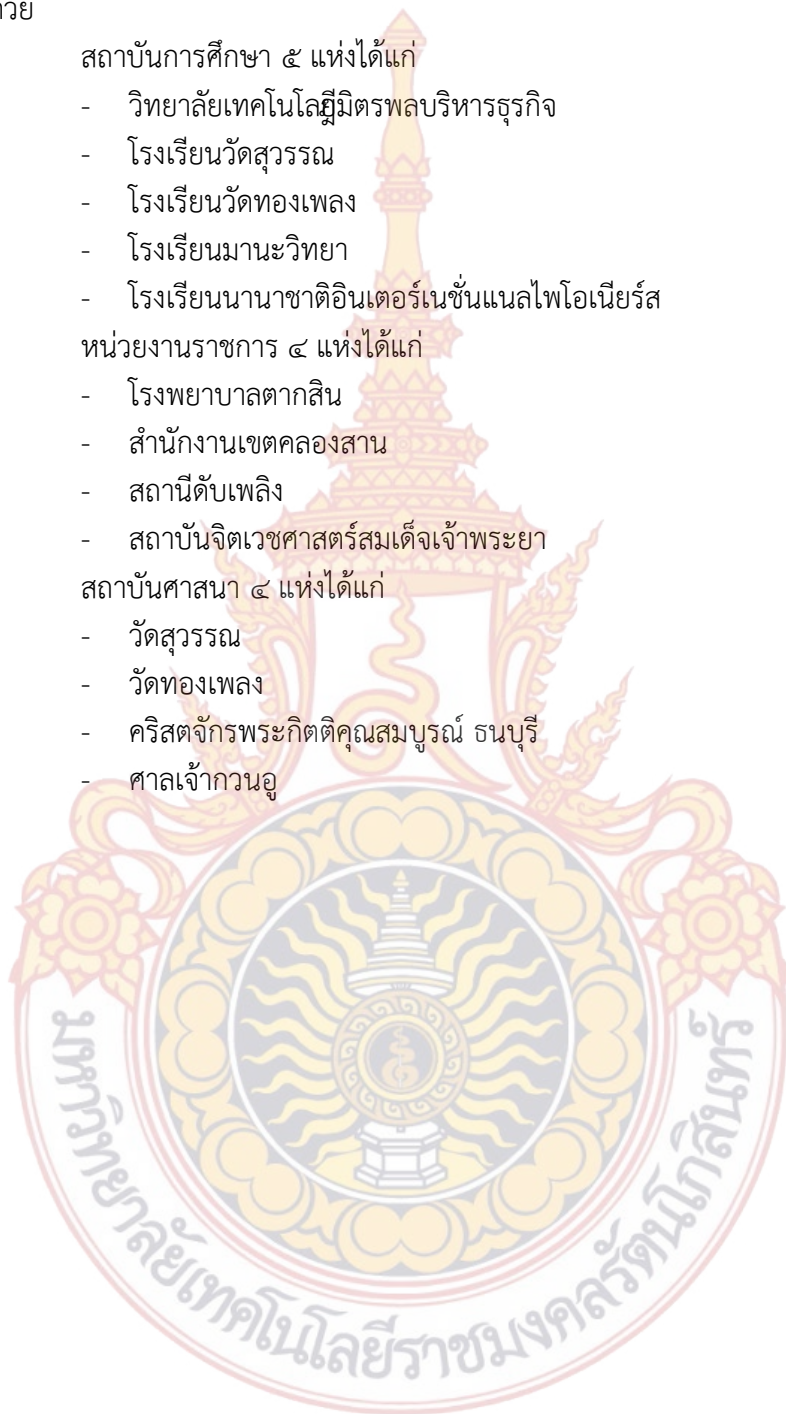 สถาบันการศึกษา ๕ แห่งได้แก่
- วิทยาลัยเทคโนโลยีมิตรพลบริหารธุรกิจ
- โรงเรียนวัดสุวรรณ
- โรงเรียนวัดทองเพลง
- โรงเรียนมานะวิทยา
- โรงเรียนนานาชาติอินเตอร์เนชั่นแนลไพโอเนียร์ส
หน่วยงานราชการ ๔ แห่งได้แก่
- โรงพยาบาลตากสิน
- สำนักงานเขตคลองสาน
- สถานีดับเพลิง
- สถาบันจิตเวชศาสตร์สมเด็จเจ้าพระยา
สถาบันศาสนา ๔ แห่งได้แก่
- วัดสุวรรณ
- วัดทองเพลง
- คริสตจักรพระกิตติคุณสมบูรณ์ ธนบุรี
- ศาลเจ้ากวนอู
มหาวิทยาลัยเทคโนโลยีราชมงคลรัตนโกสินทร์